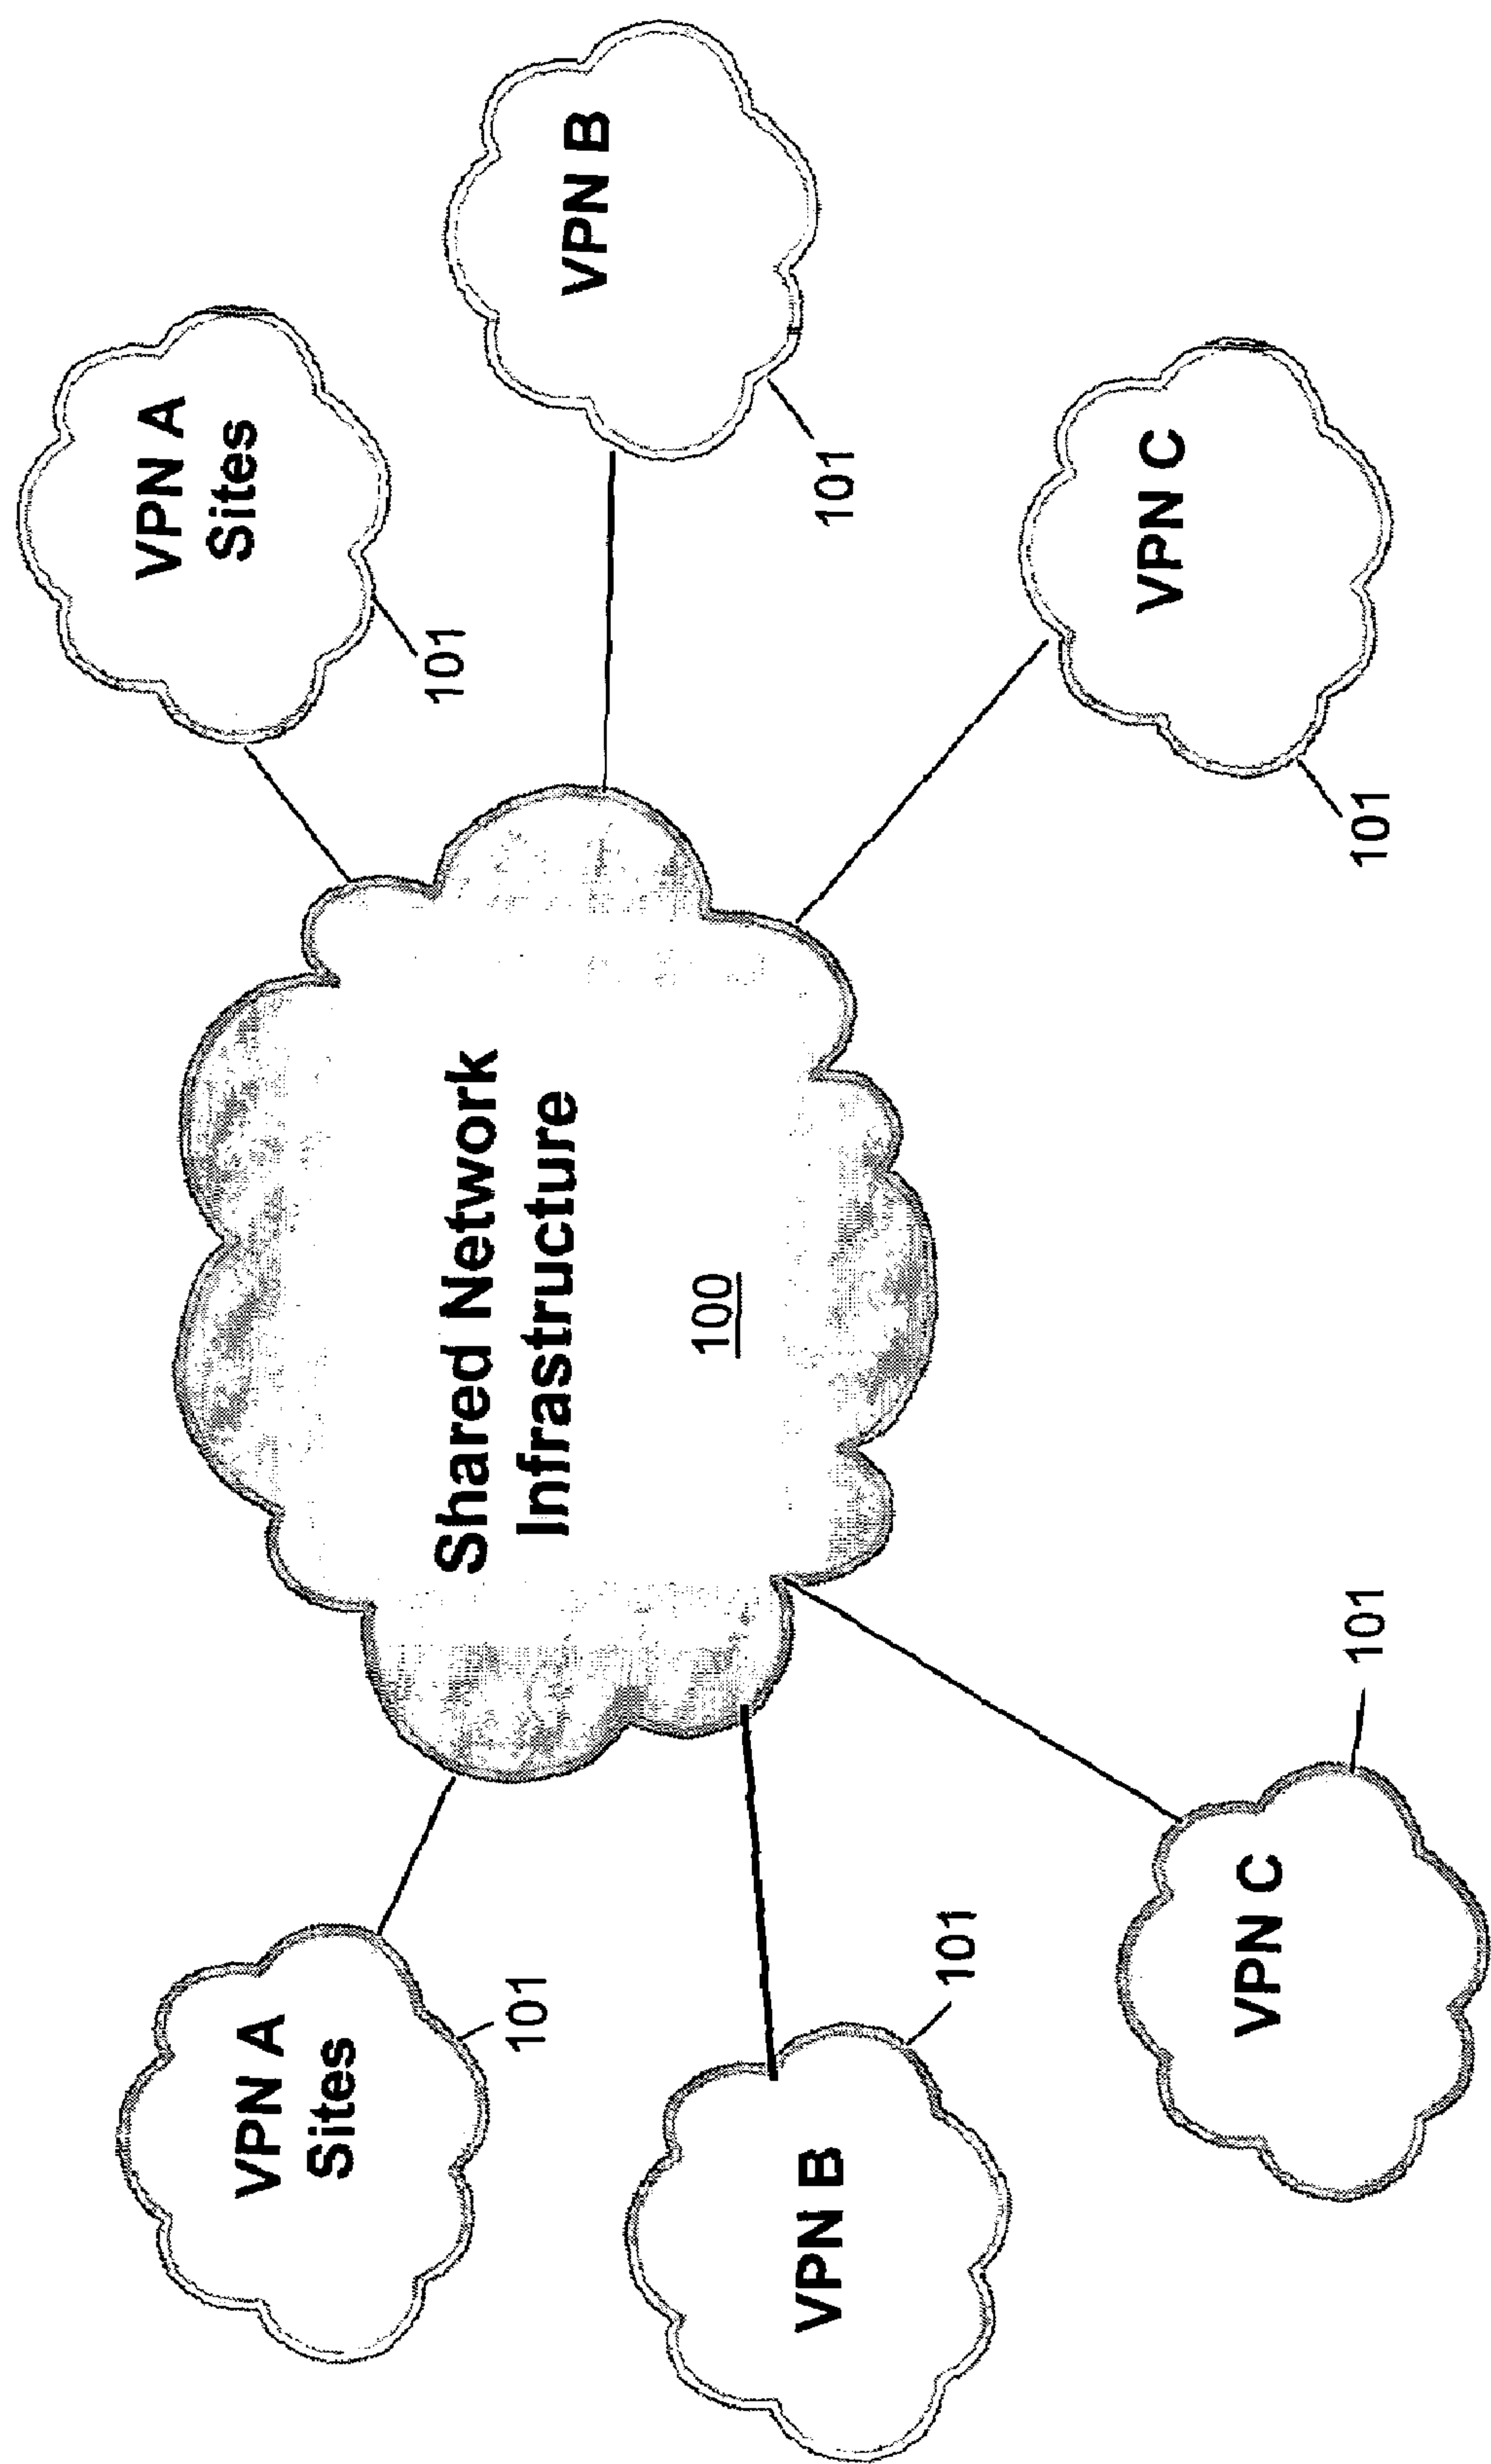 VPN A
Sites
101
VPN A
Sites
101
Shared Network
Infrastructure
100
VPN B
101
VPN B
101
VPN C
101
VPN C
101